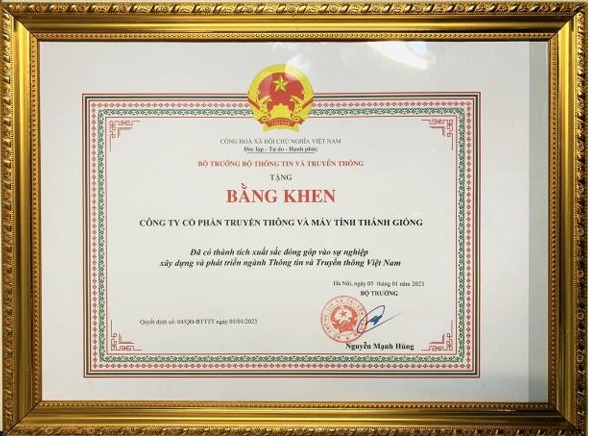 CỘNG HOÀ XÃ HỘI CHỦ NGHĨA VIỆT NAM
Độc lập - Tự do - Hạnh phúc
BỘ TRƯỞNG BỘ THÔNG TIN VÀ TRUYỀN THÔNG
TẶNG
BẰNG KHEN
CÔNG TY CỔ PHẦN TRUYỀN THÔNG VÀ MÁY TÍNH THÁNH GIÓNG
Đã có thành tích xuất sắc đóng góp vào sự nghiệp
xây dựng và phát triển ngành Thông tin và Truyền thông Việt Nam
Hà Nội, ngày 05 tháng 01 năm 2023
BỘ TRƯỞNG
Quyết định số: 04/QĐ-BTTTT ngày 05/01/2023
Nguyễn Mạnh Hùng